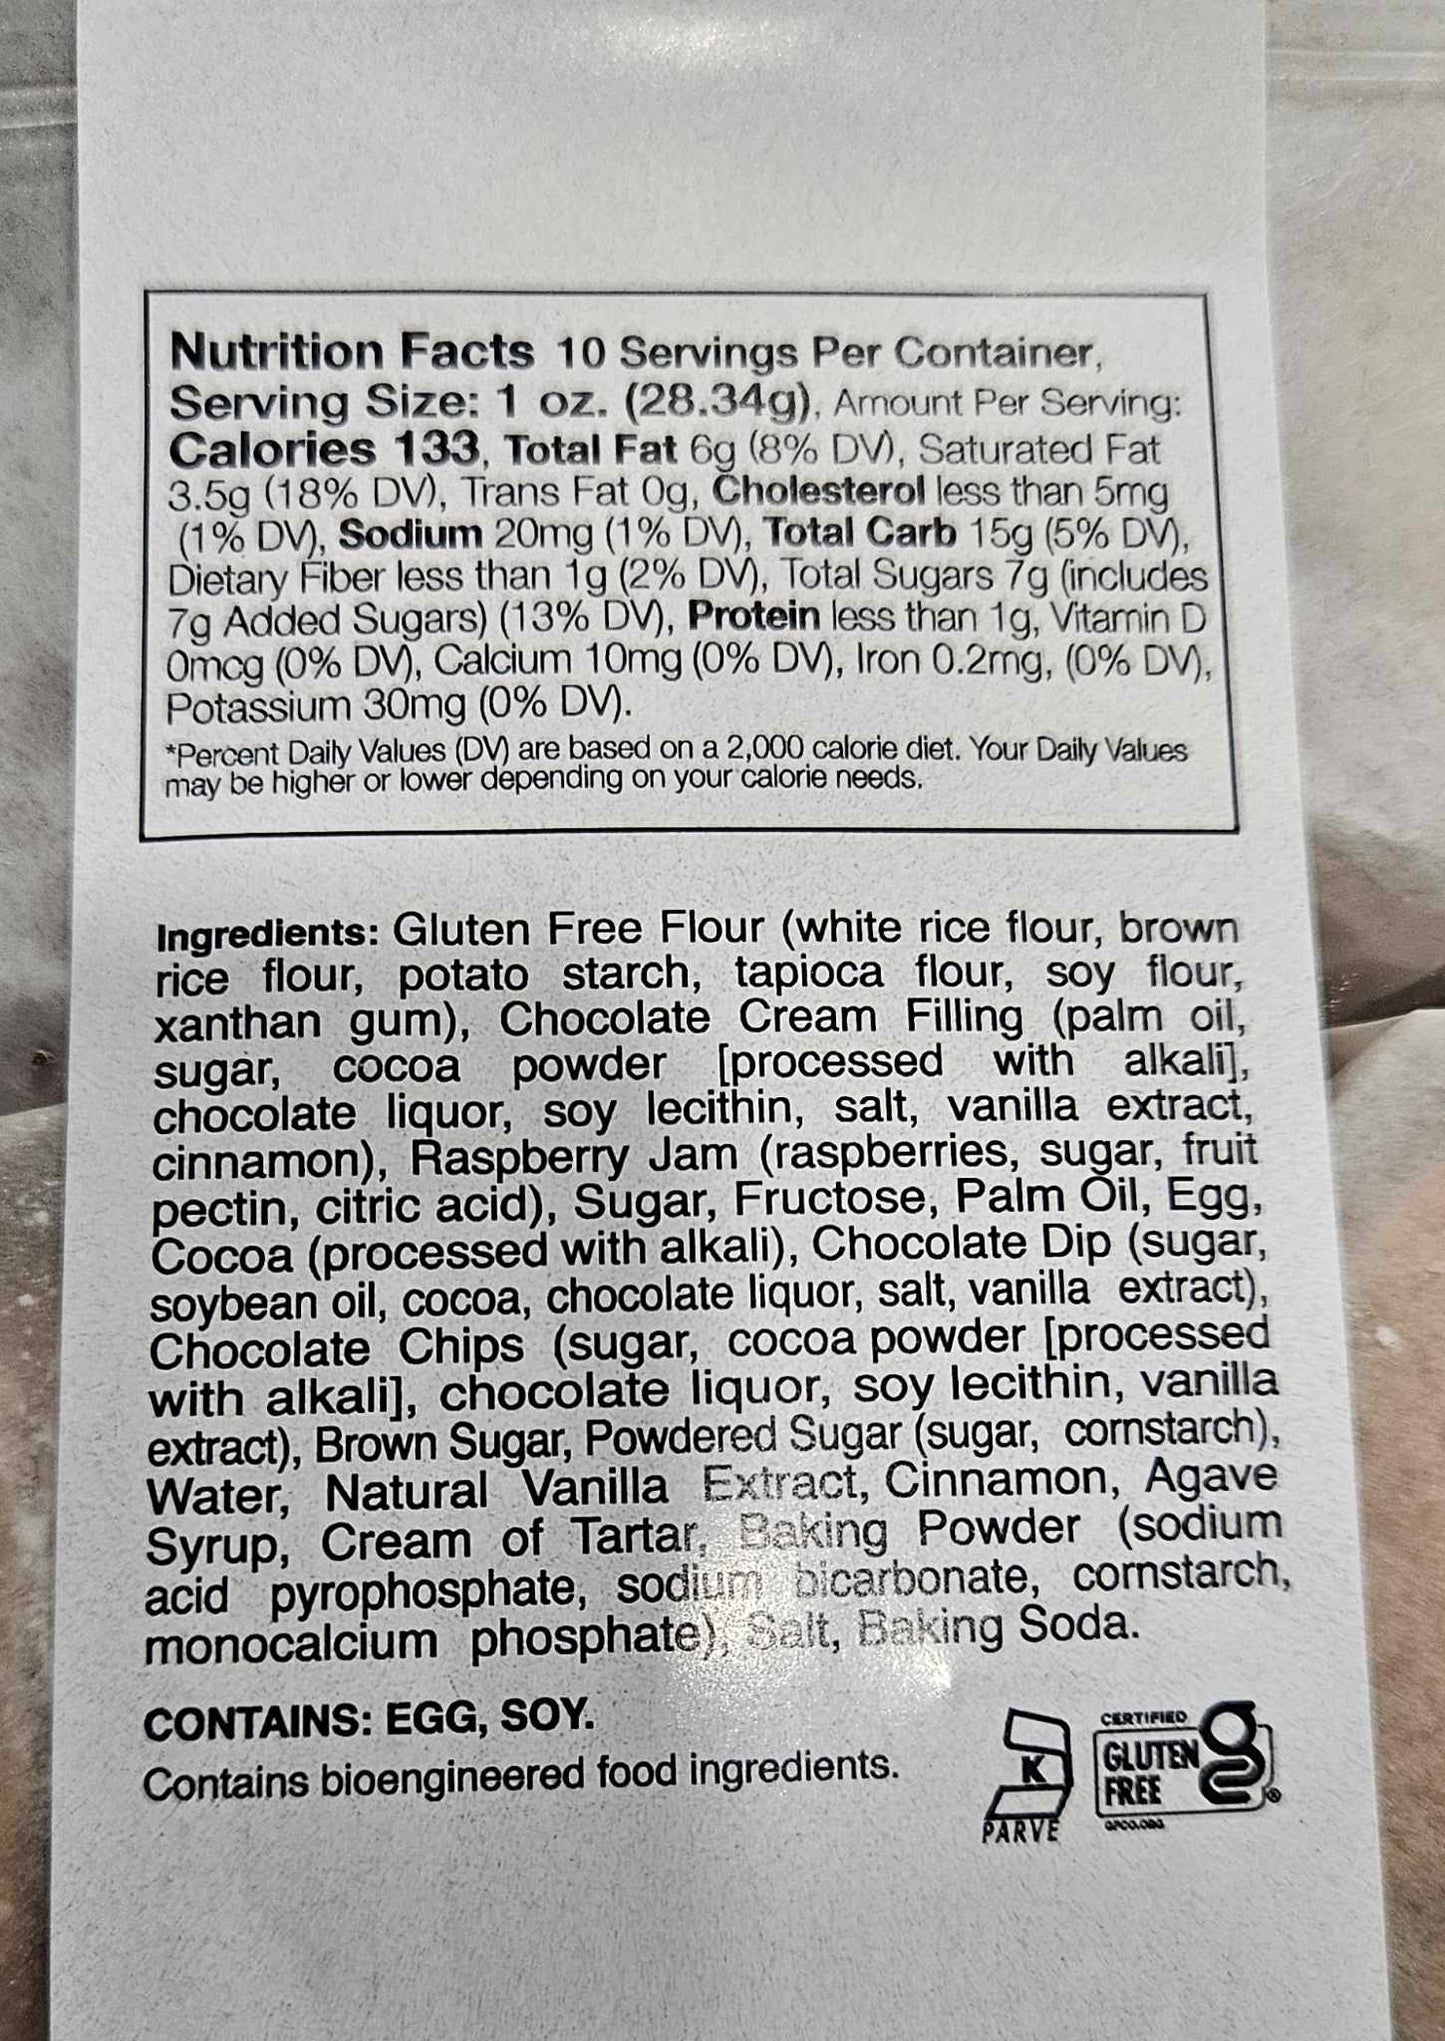 Nutrition Facts 10 Servings Per Container,
Serving Size: 1 oz. (28.34g), Amount Per Serving:
Calories 133, Total Fat 6g (8% DV), Saturated Fat
3.5g (18% DV), Trans Fat 0g, Cholesterol less than 5mg
(1% DV), Sodium 20mg (1% DV), Total Carb 15g (5% DV),
Dietary Fiber less than 1g (2% DV), Total Sugars 7g (includes
7g Added Sugars) (13% DV), Protein less than 1g, Vitamin D
0mcg (0% DV), Calcium 10mg (0% DV), Iron 0.2mg, (0% DV),
Potassium 30mg (0% DV).
*Percent Daily Values (DV) are based on a 2,000 calorie diet. Your Daily Values
may be higher or lower depending on your calorie needs.
Ingredients: Gluten Free Flour (white rice flour, brown
rice flour, potato starch, tapioca flour, soy flour,
xanthan gum), Chocolate Cream Filling (palm oil,
sugar, cocoa powder [processed with alkali],
chocolate liquor, soy lecithin, salt, vanilla extract,
cinnamon), Raspberry Jam (raspberries, sugar, fruit
pectin, citric acid), Sugar, Fructose, Palm Oil, Egg,
Cocoa (processed with alkali), Chocolate Dip (sugar,
soybean oil, cocoa, chocolate liquor, salt, vanilla extract),
Chocolate Chips (sugar, cocoa powder [processed
with alkali], chocolate liquor, soy lecithin, vanilla
extract), Brown Sugar, Powdered Sugar (sugar, cornstarch),
Water, Natural Vanilla Extract, Cinnamon, Agave
Syrup, Cream of Tartar, Baking Powder (sodium
acid pyrophosphate, sodium bicarbonate, cornstarch,
monocalcium phosphate), Salt, Baking Soda.
CONTAINS: EGG, SOY.
Contains bioengineered food ingredients.
K
PARVE
CERTIFIED
GLUTEN
FREE
g
®
GFCO.ORG